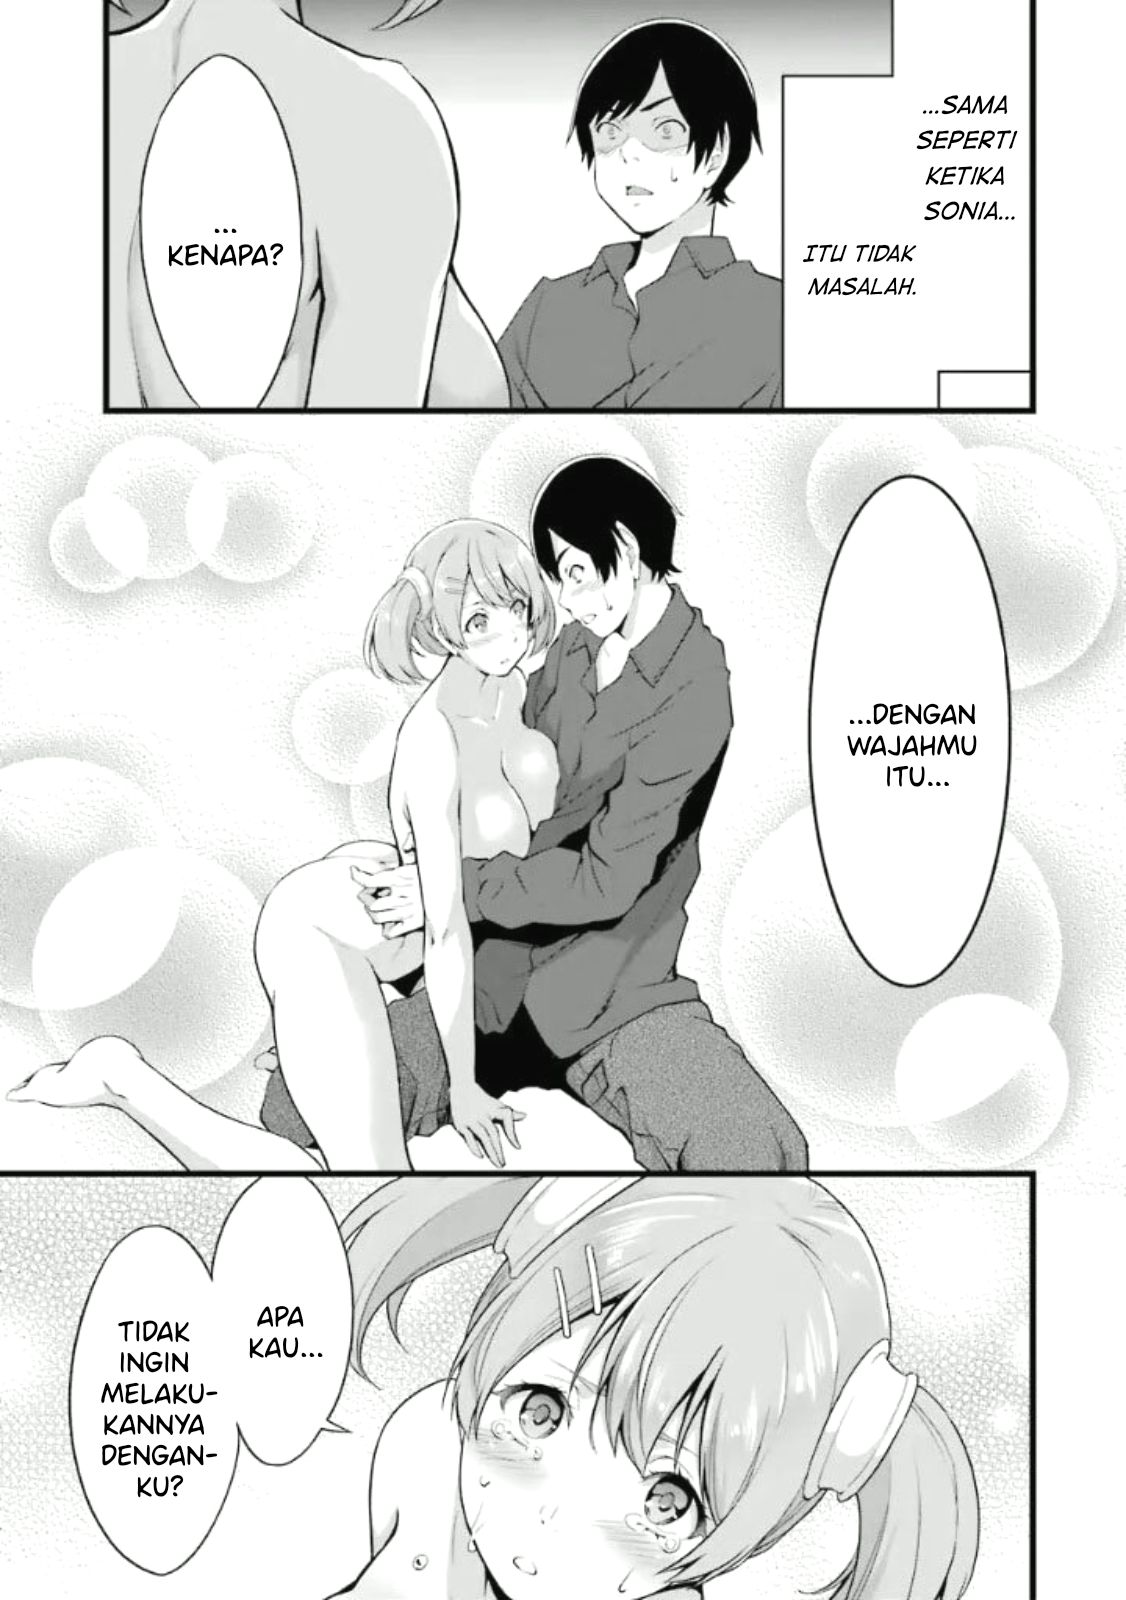 ...SAMA
SEPERTI
KETIKA
SONIA...
ITU TIDAK
MASALAH.
...
KENAPA?
...DENGAN
WAJAHMU
ITU...
APA
KAU...
TIDAK
INGIN
MELAKU-
KANNYA
DENGAN-
KU?